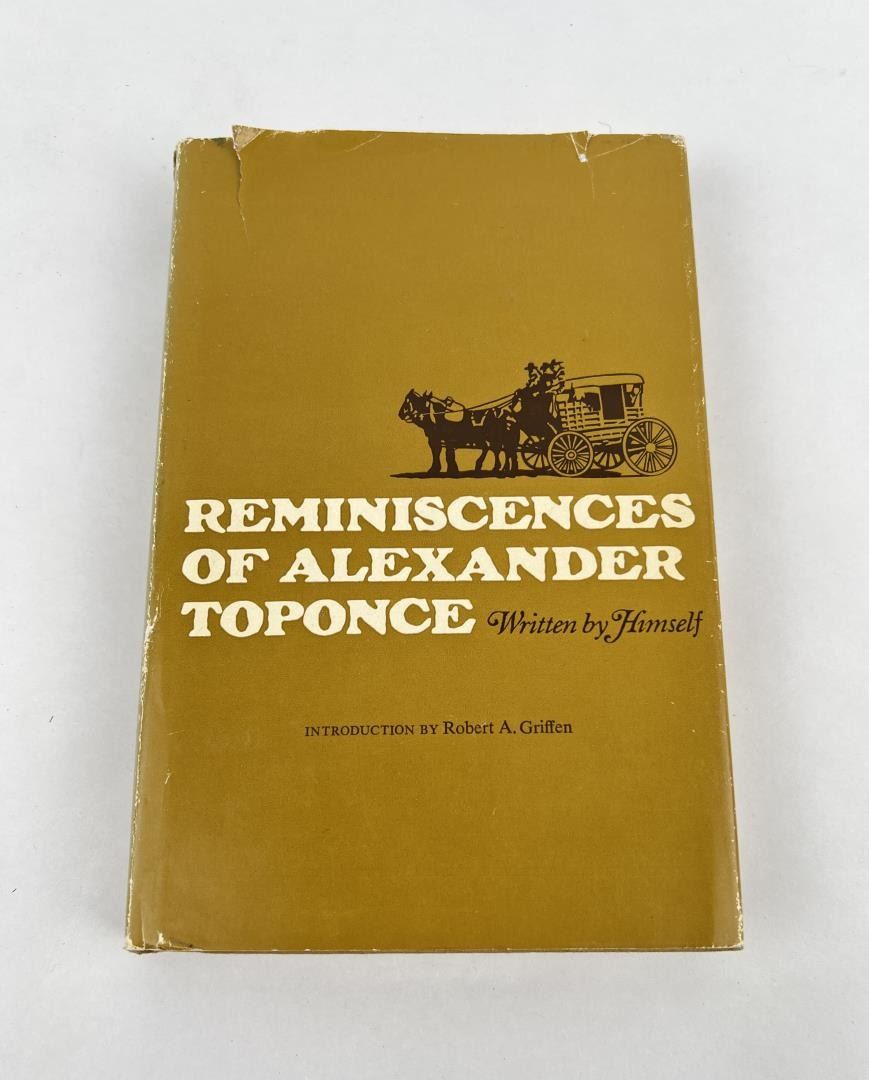 REMINISCENCES
OF ALEXANDER
TOPONCE Written by Himself
INTRODUCTION BY Robert A. Griffen